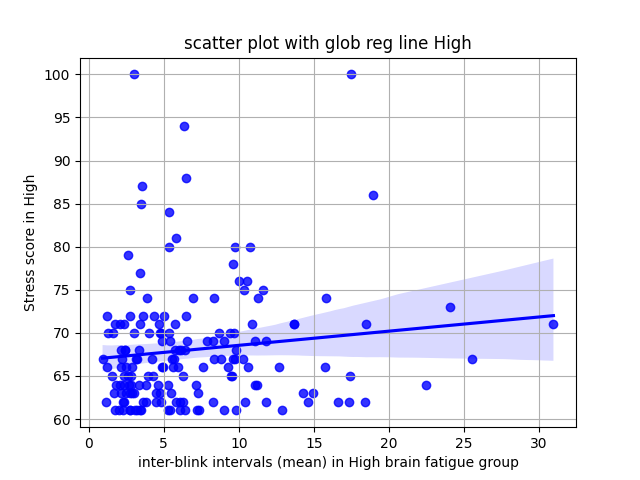 scatter plot with glob reg line High
Stress score in High
100
95
90
85
80
75
70
65
60
0 5 10 15 20 25 30
inter-blink intervals (mean) in High brain fatigue group